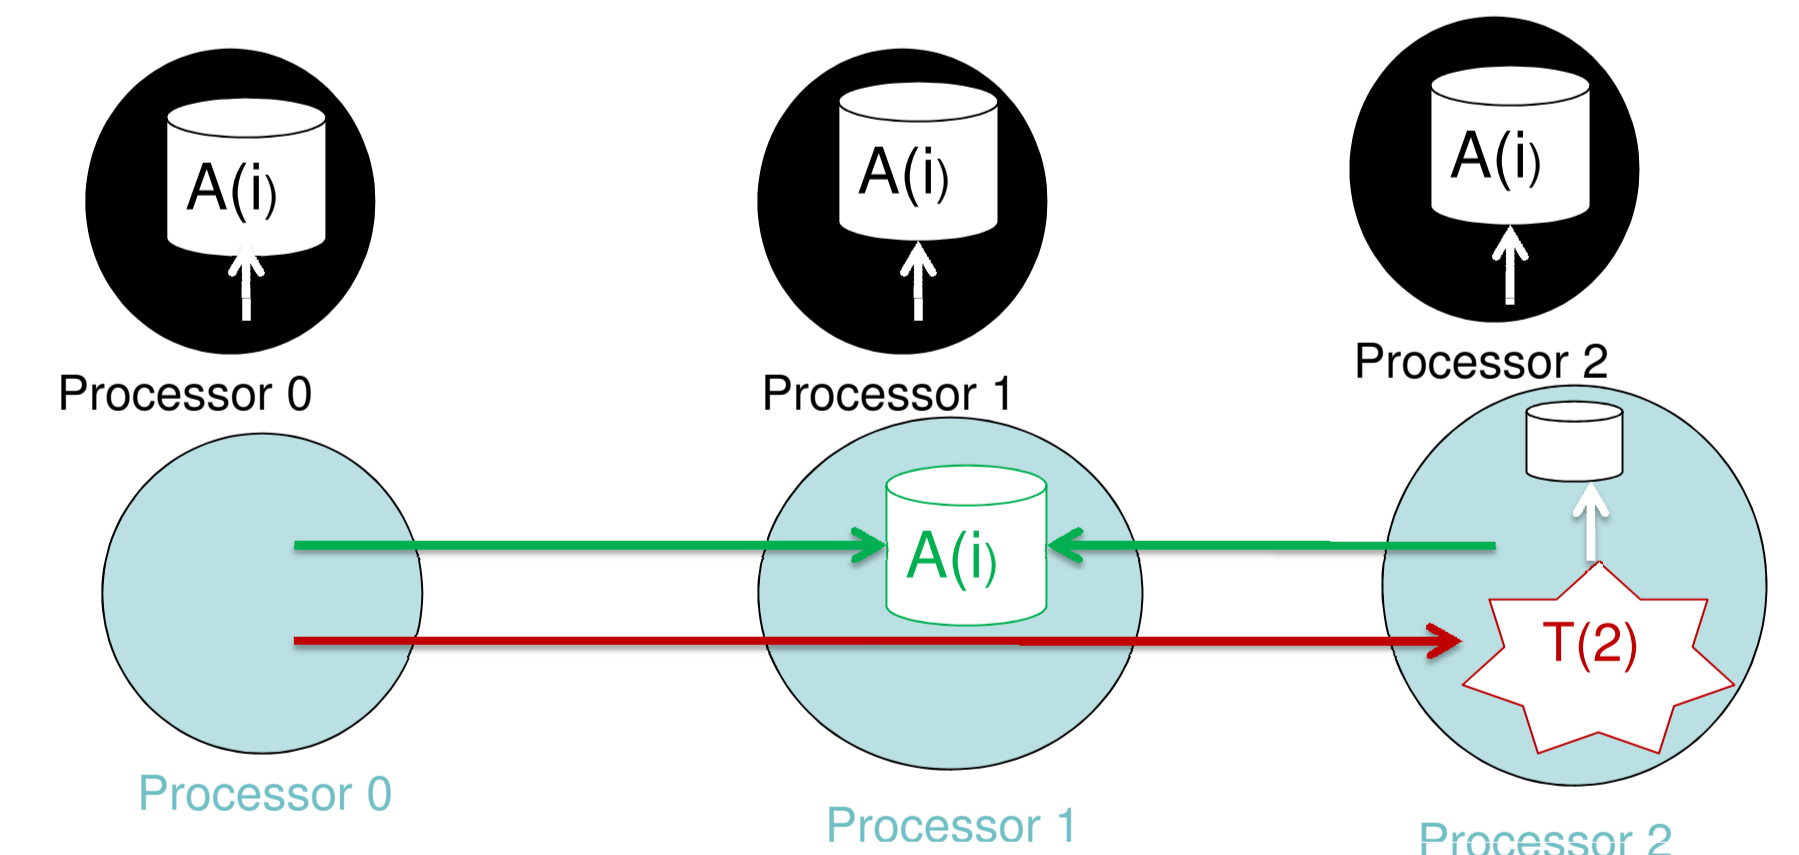 A(i)
A(i)
A(i)
Processor 0
Processor 1
Processor 2
A(i)
T(2)
Processor 0
Processor 1
Processor 2